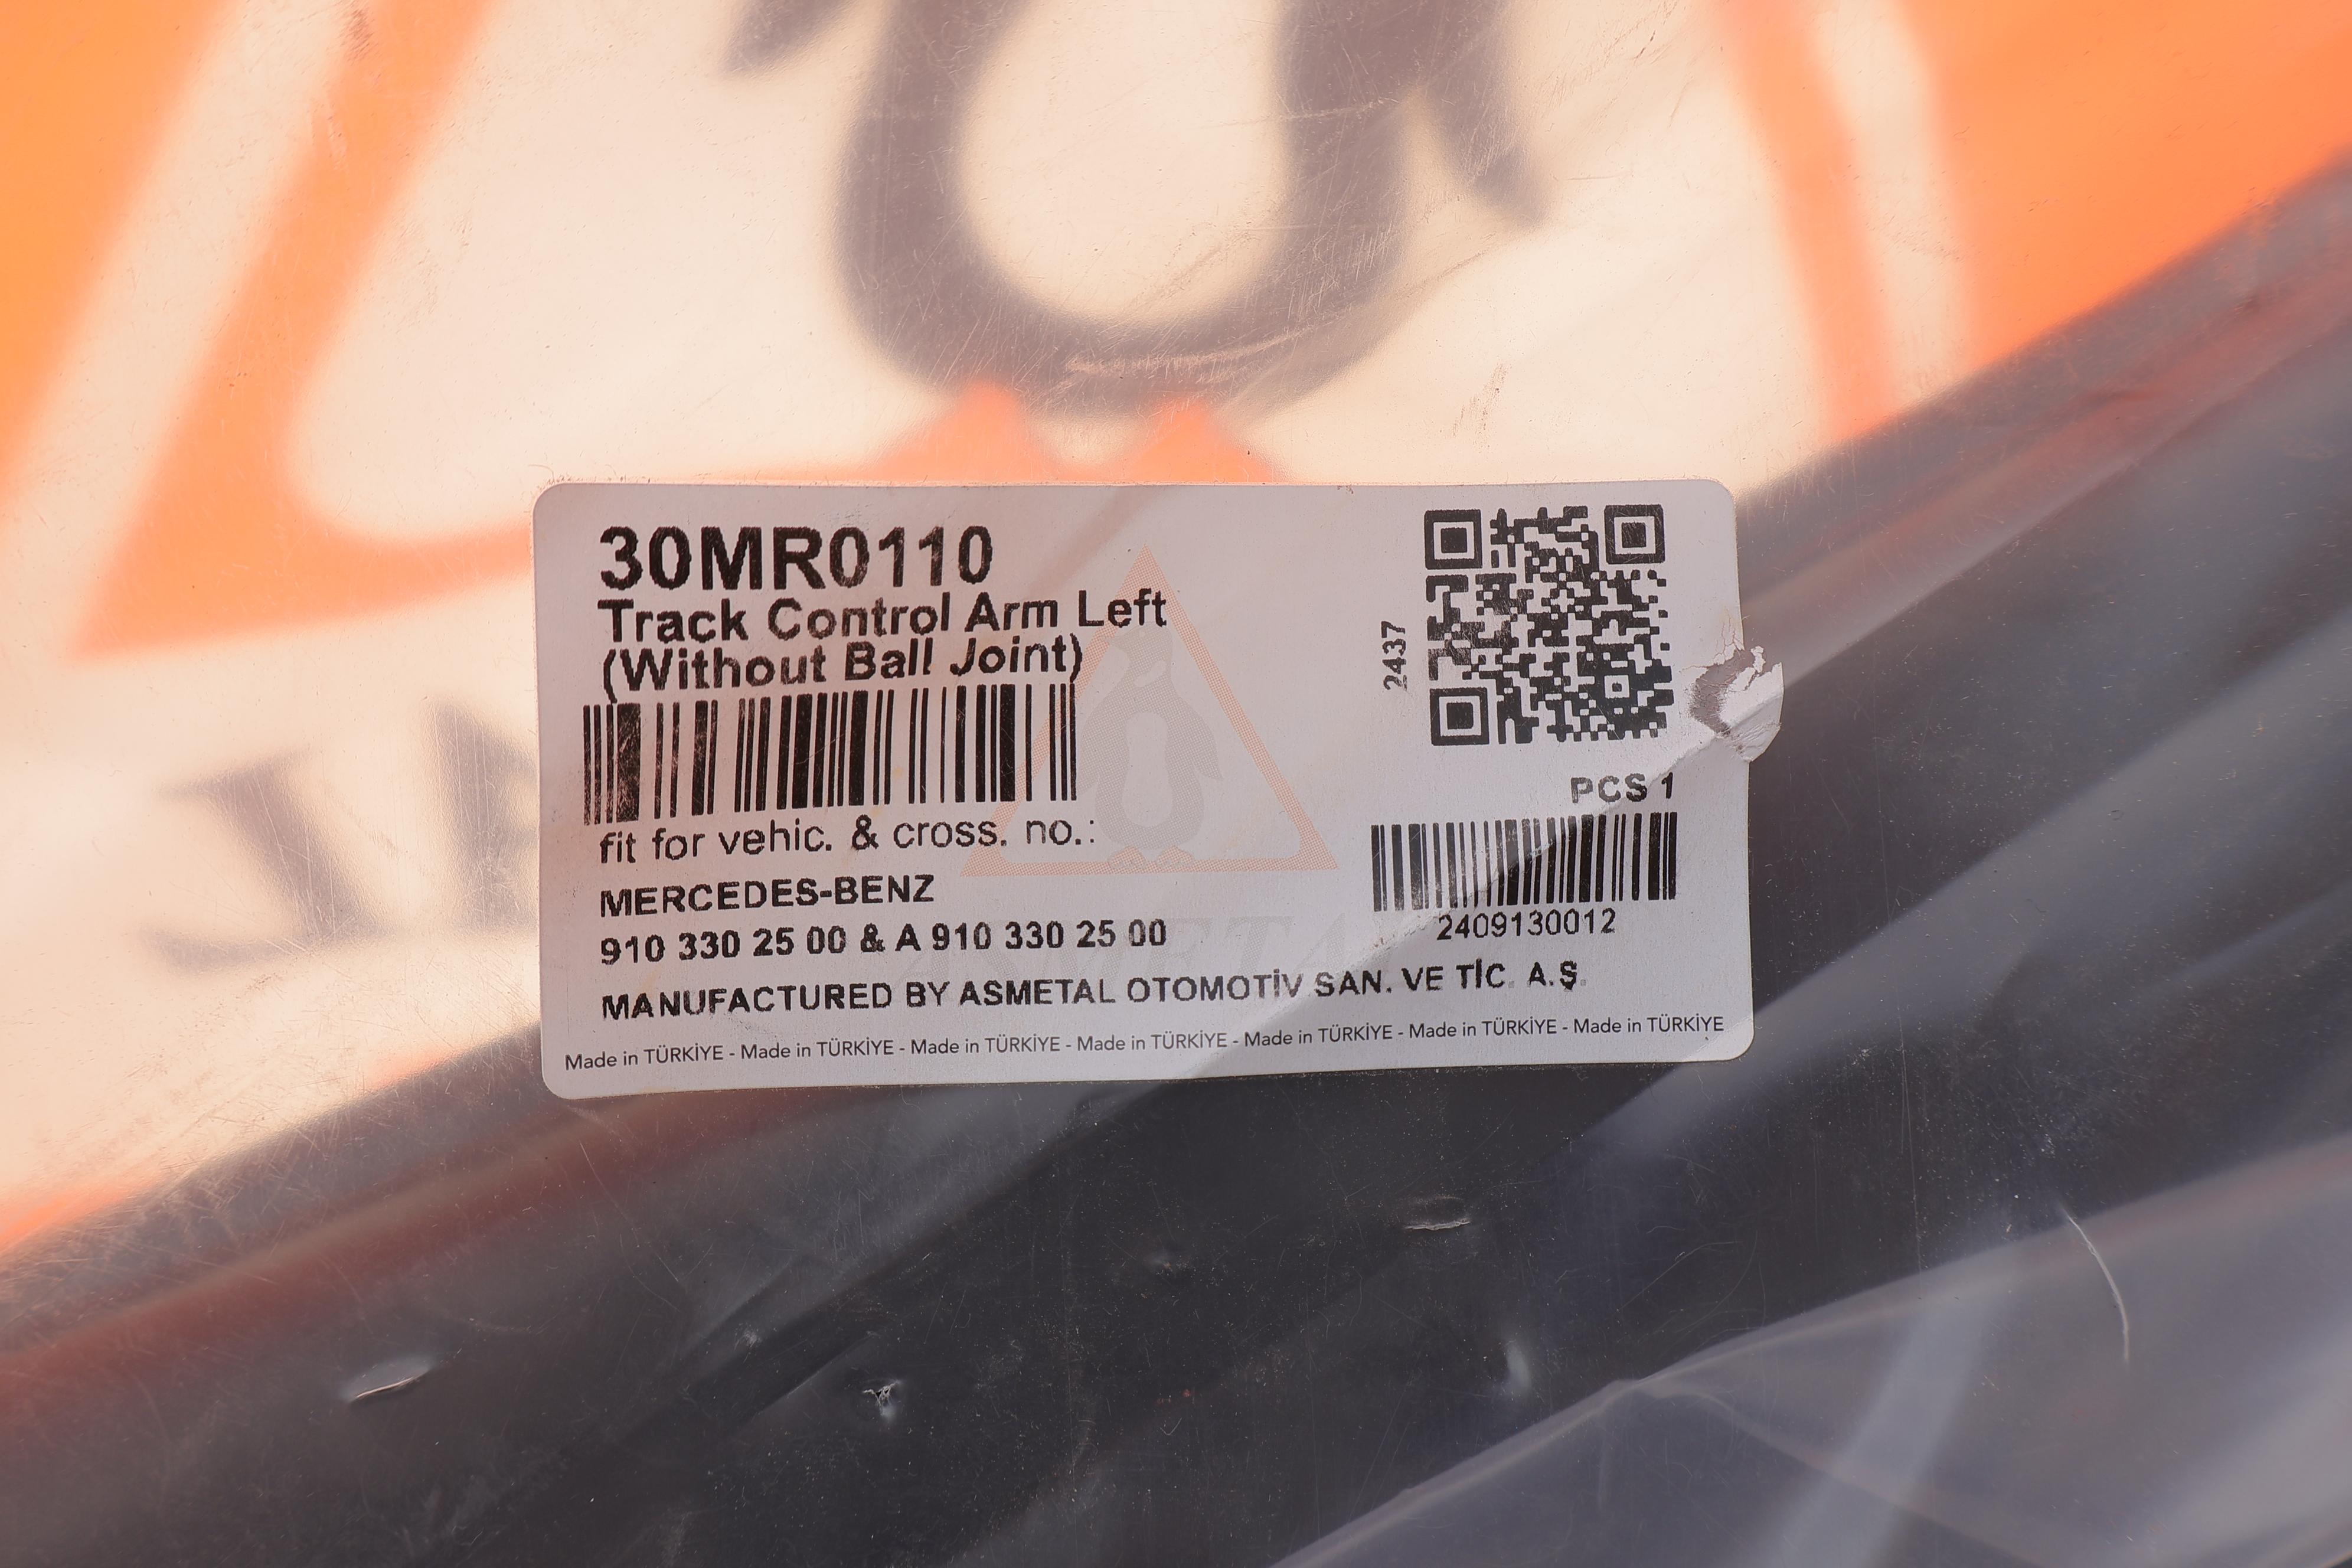 30MR0110
Track Control Arm Left
(Without Ball Joint)
2437
PCS 1
fit for vehic. & cross. no.:
MERCEDES-BENZ
2409130012
910 330 25 00 & A 910 330 25 00
MANUFACTURED BY ASMETAL OTOMOTİV SAN. VE TİC. A.Ş.
Made in TÜRKİYE - Made in TÜRKİYE - Made in TÜRKİYE - Made in TÜRKİYE - Made in TÜRKİYE - Made in TÜRKİYE - Made in TÜRKİYE